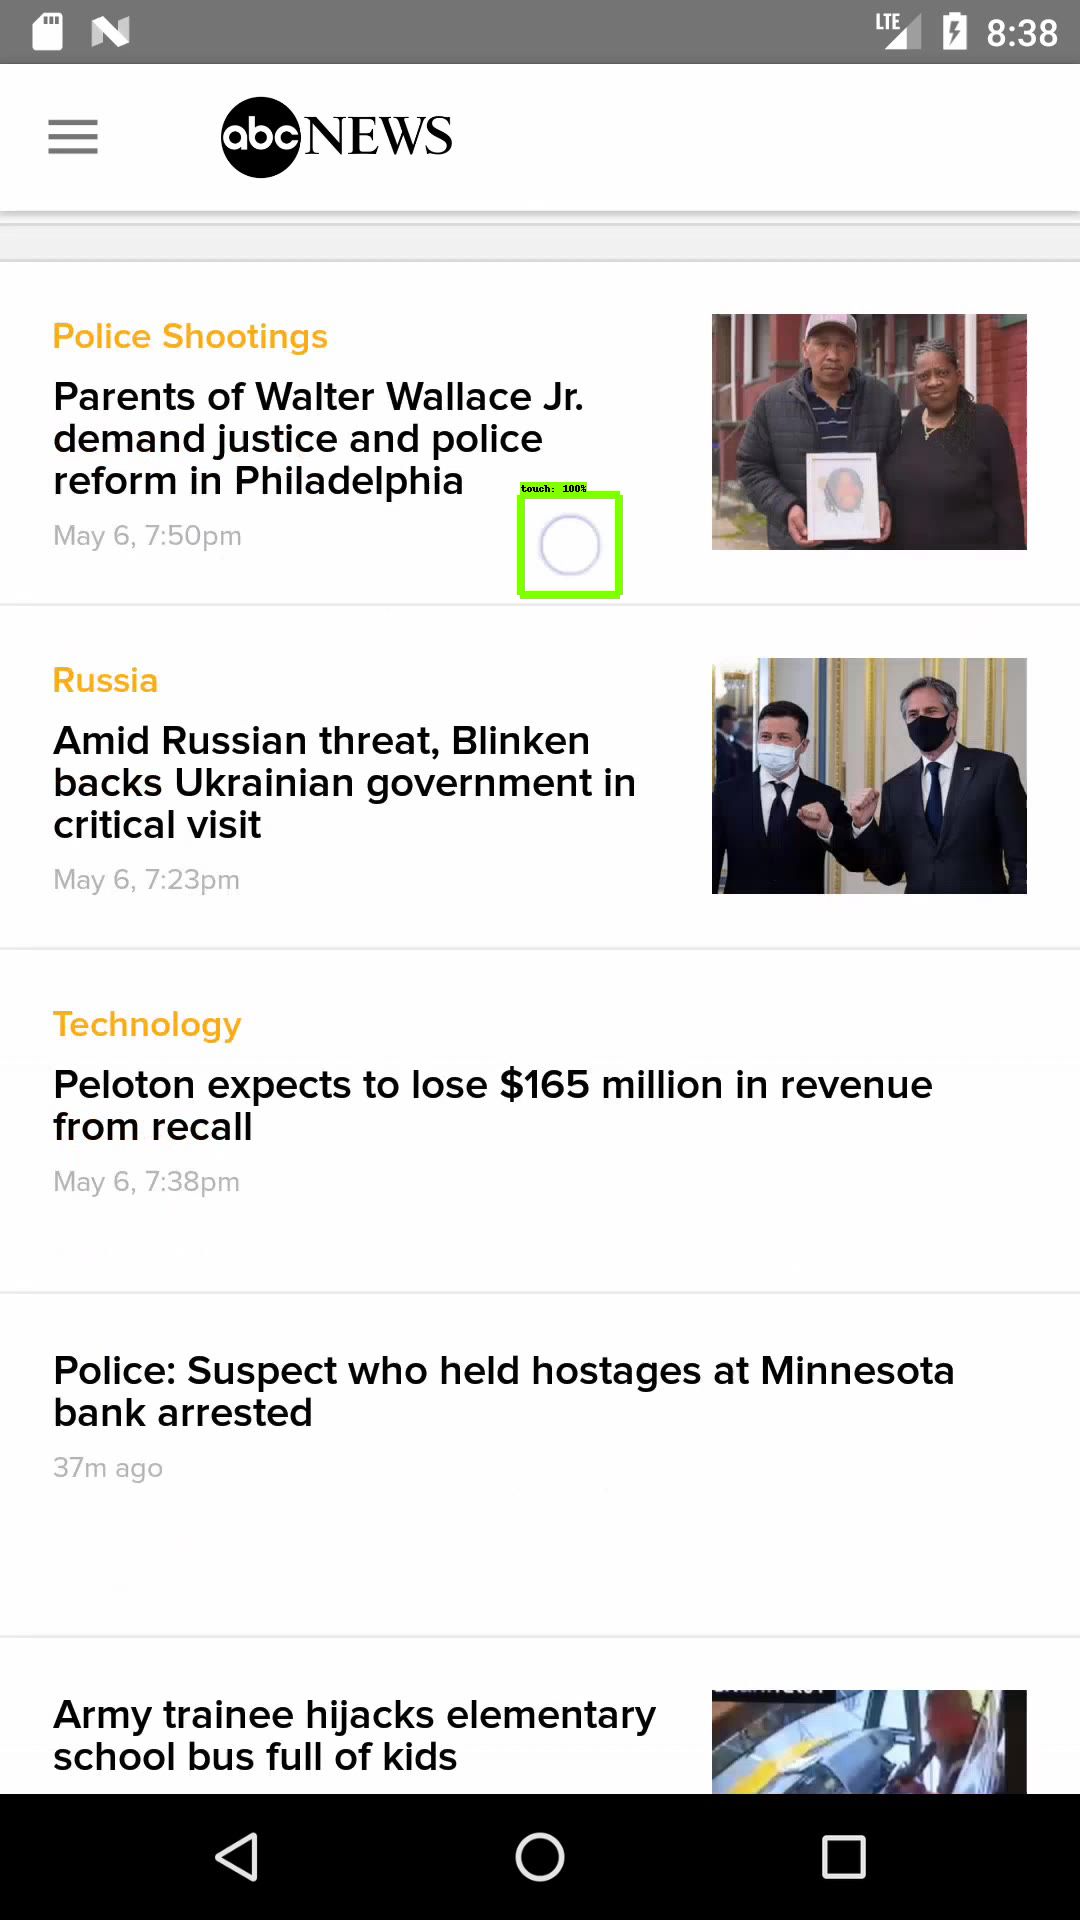 LTE 8:38
abc NEWS
Police Shootings
Parents of Walter Wallace Jr.
demand justice and police
reform in Philadelphia
touch: 100%
May 6, 7:50pm
Russia
Amid Russian threat, Blinken
backs Ukrainian government in
critical visit
May 6, 7:23pm
Technology
Peloton expects to lose $165 million in revenue
from recall
May 6, 7:38pm
Police: Suspect who held hostages at Minnesota
bank arrested
37m ago
Army trainee hijacks elementary
school bus full of kids